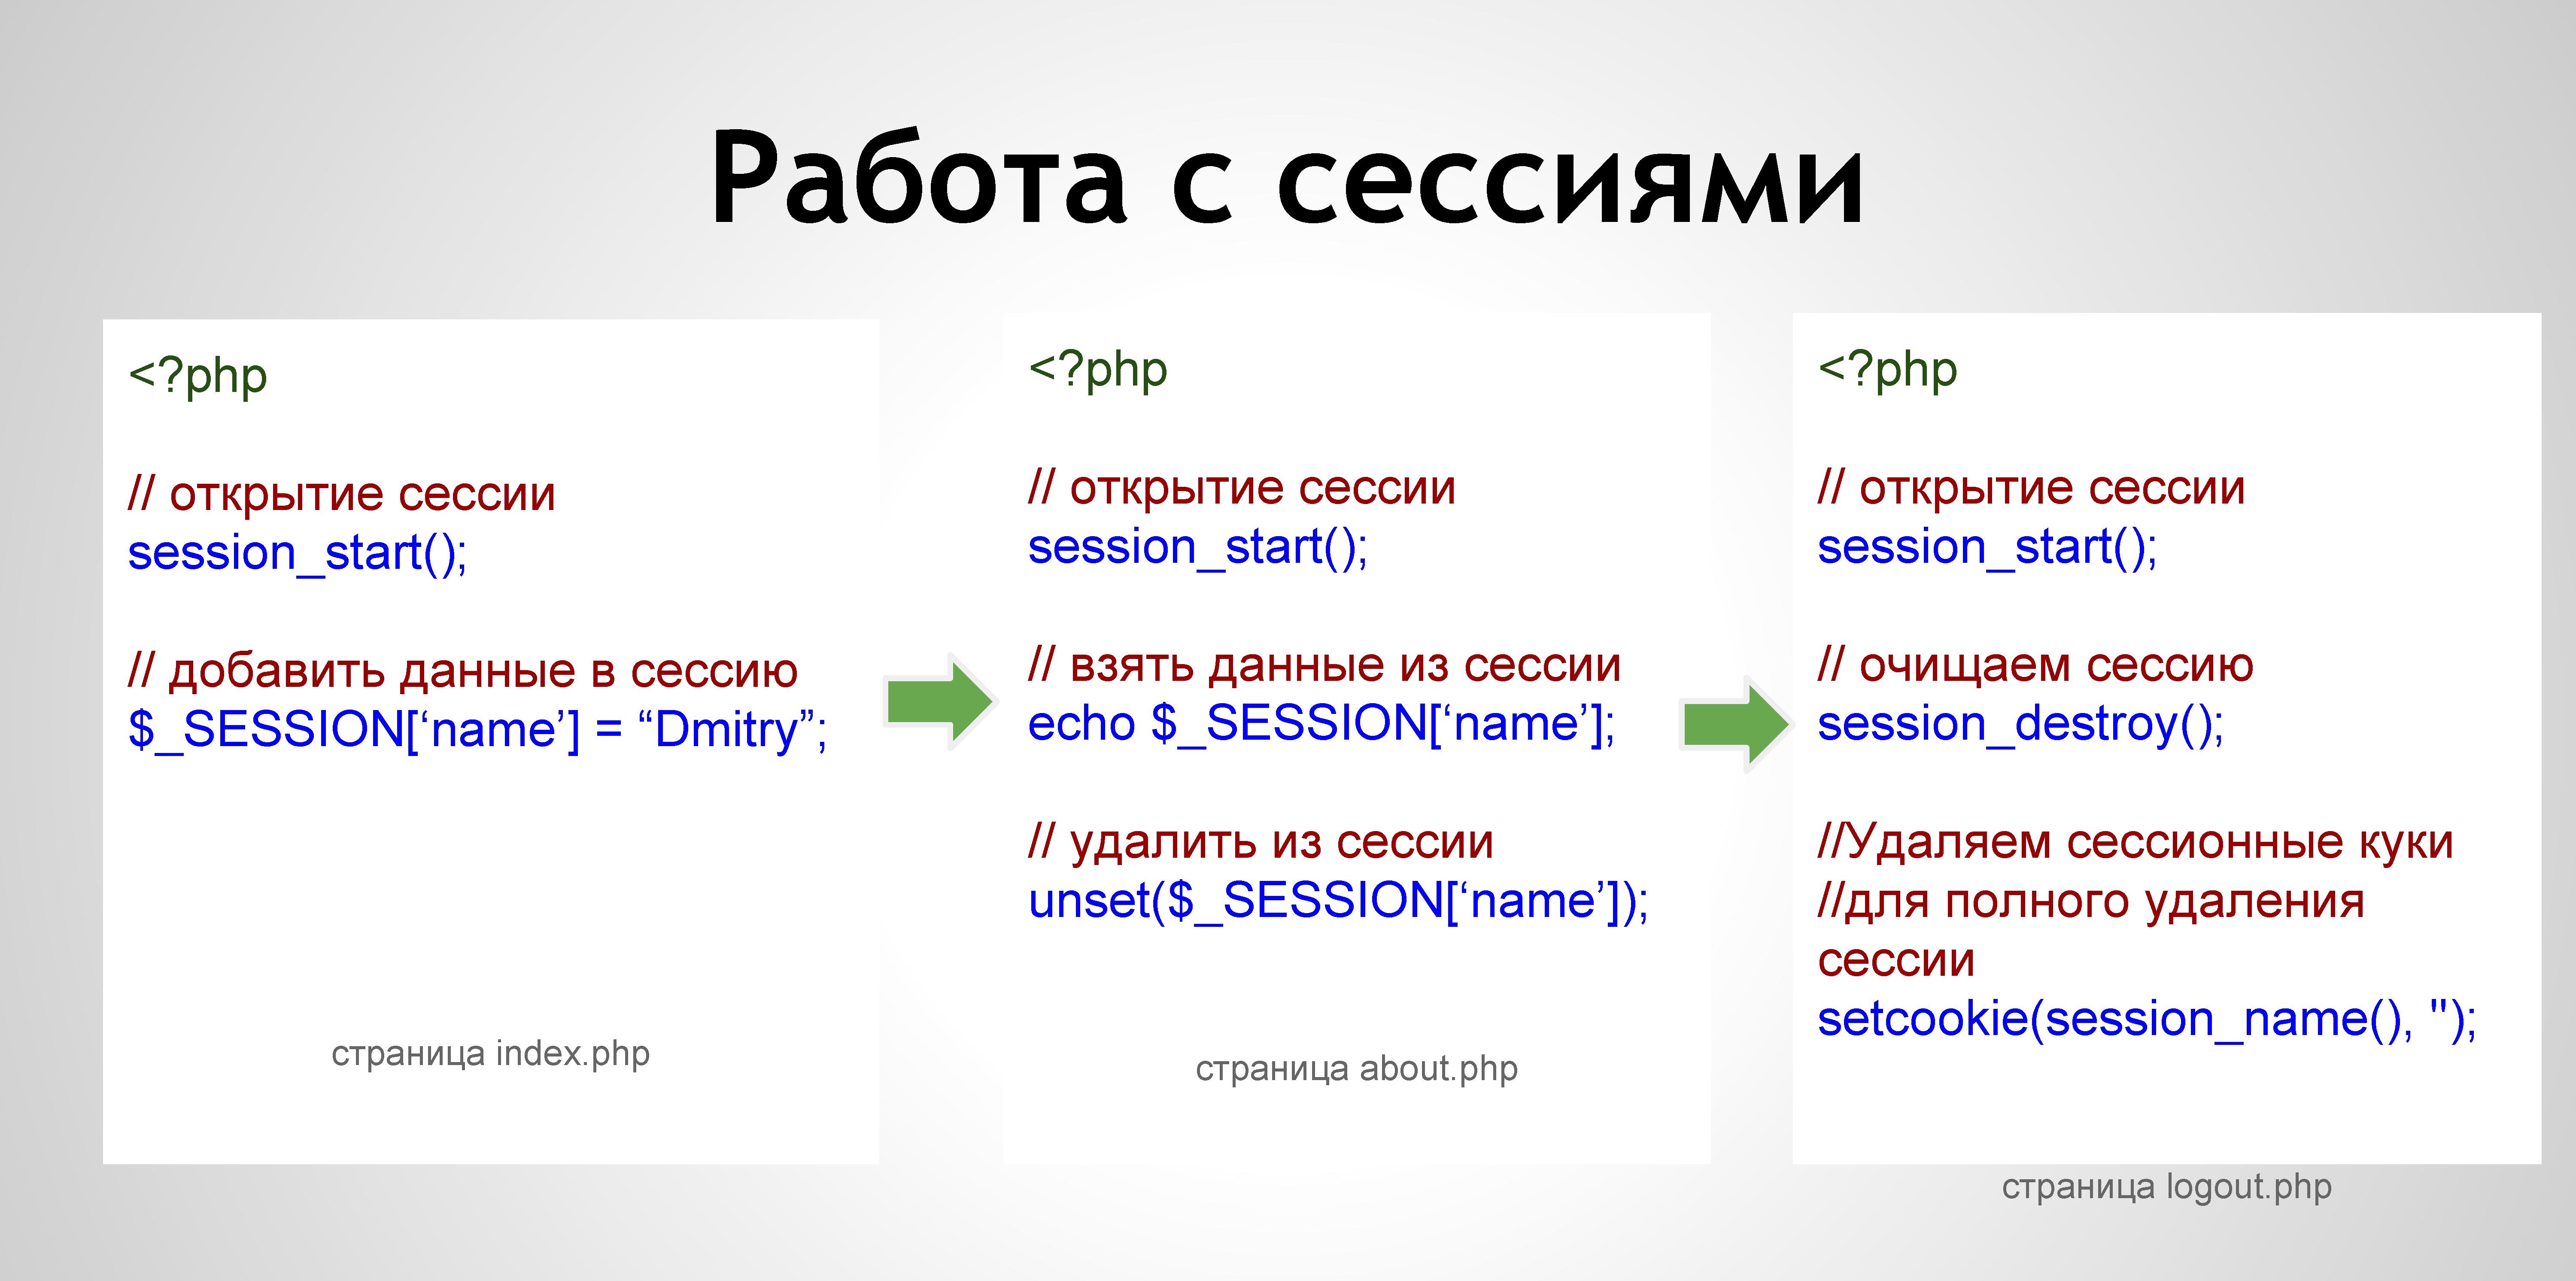 Работа с сессиями
<?php
// открытие сессии
session_start();
// добавить данные в сессию
$_SESSION[‘name’] = “Dmitry”;
страница index.php
<?php
// открытие сессии
session_start();
// взять данные из сессии
echo $_SESSION[‘name’];
// удалить из сессии
unset($_SESSION[‘name’]);
страница about.php
<?php
// открытие сессии
session_start();
// очищаем сессию
session_destroy();
//Удаляем сессионные куки
//для полного удаления
сессии
setcookie(session_name(), '');
страница logout.php